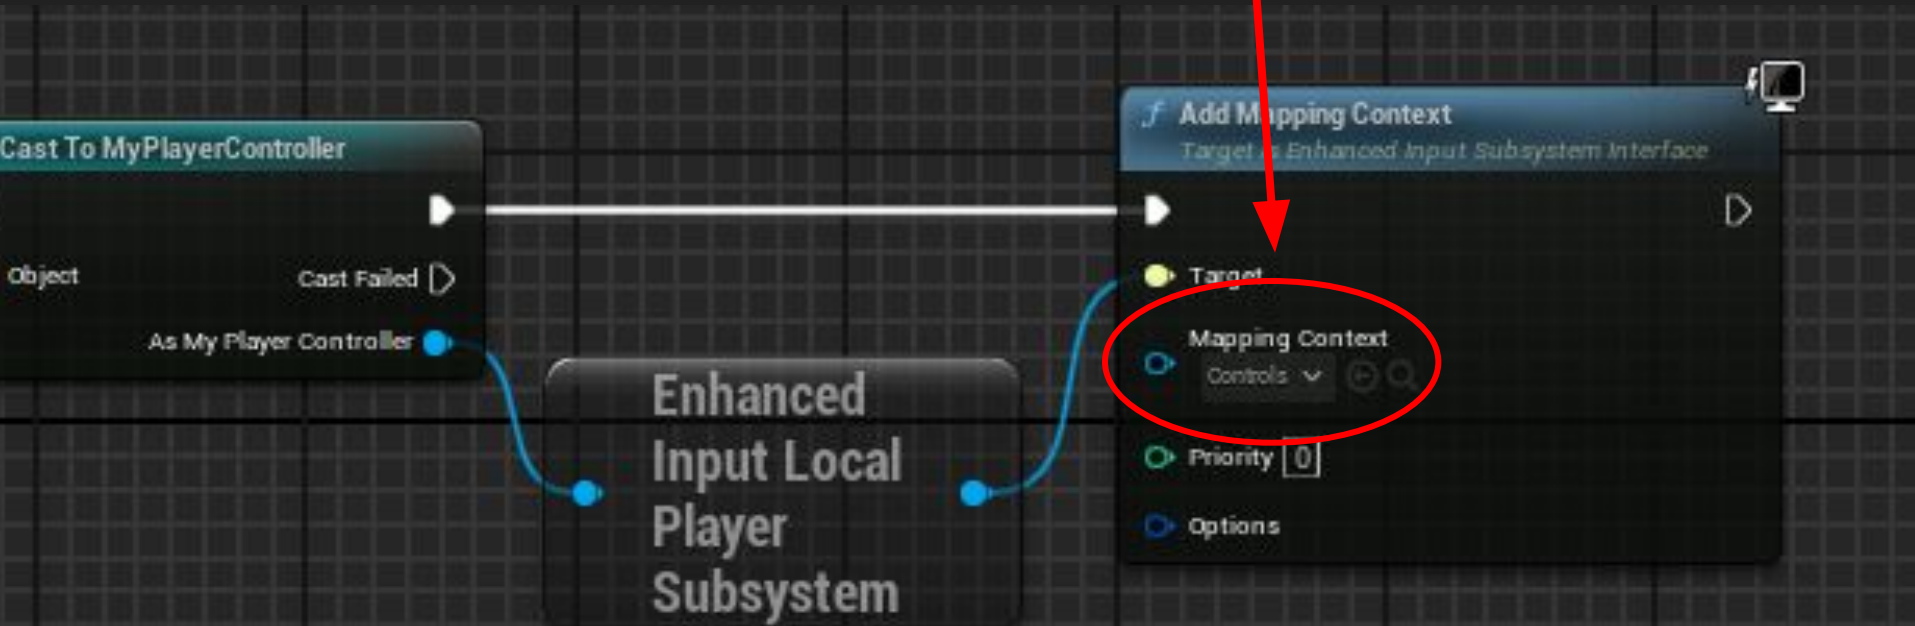 Cast To MyPlayerController
Object
Cast Failed
As My Player Controller
Enhanced
Input Local
Player
Subsystem
f Add Mapping Context
Target is Enhanced Input Subsystem Interface
Target
Mapping Context
Controls
Priority 0
Options